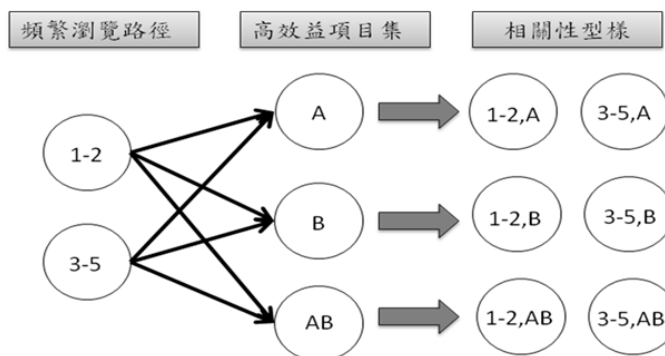 頻繁瀏覽路徑
高效益項目集
相關性型樣
1-2
3-5
A
B
AB
1-2,A
3-5,A
1-2,B
3-5,B
1-2,AB
3-5,AB